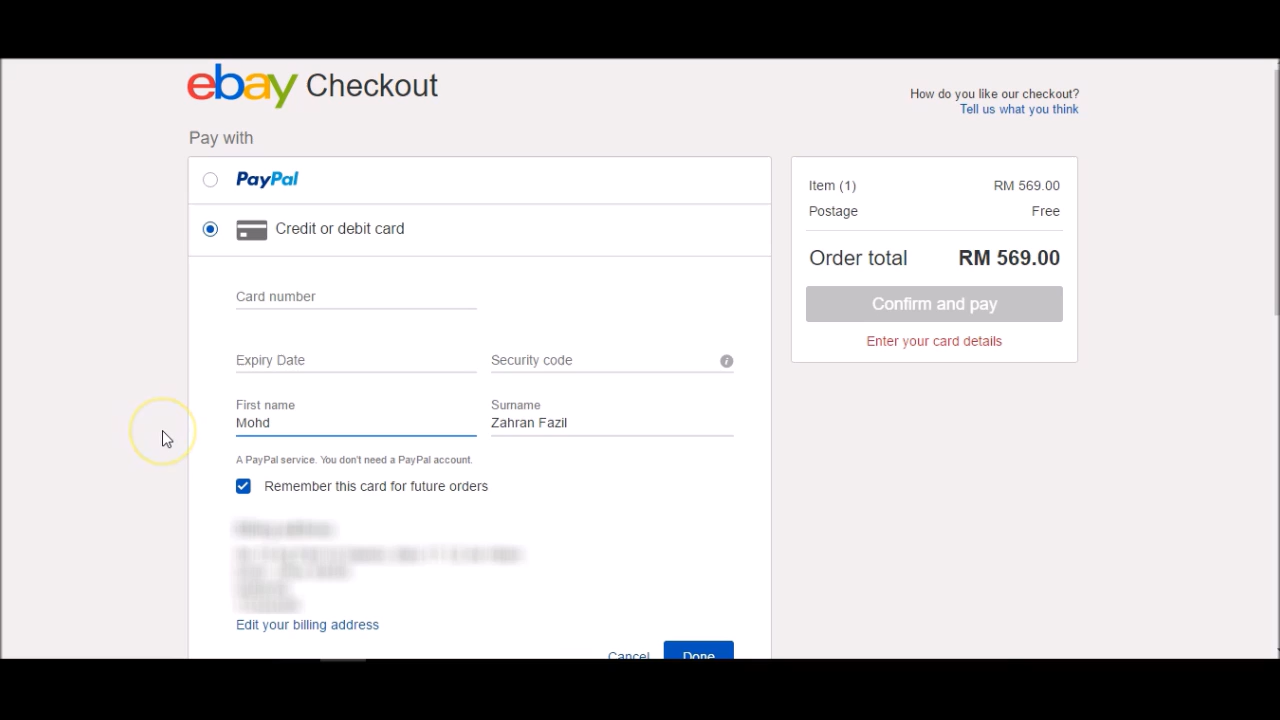 ebay Checkout
How do you like our checkout?
Tell us what you think
Pay with
PayPal
Credit or debit card
Card number
Expiry Date
Security code
First name
Mohd
Surname
Zahran Fazil
A PayPal service. You don't need a PayPal account.
Remember this card for future orders
Edit your billing address
Cancel
Done
Item (1) RM 569.00
Postage Free
Order total RM 569.00
Confirm and pay
Enter your card details